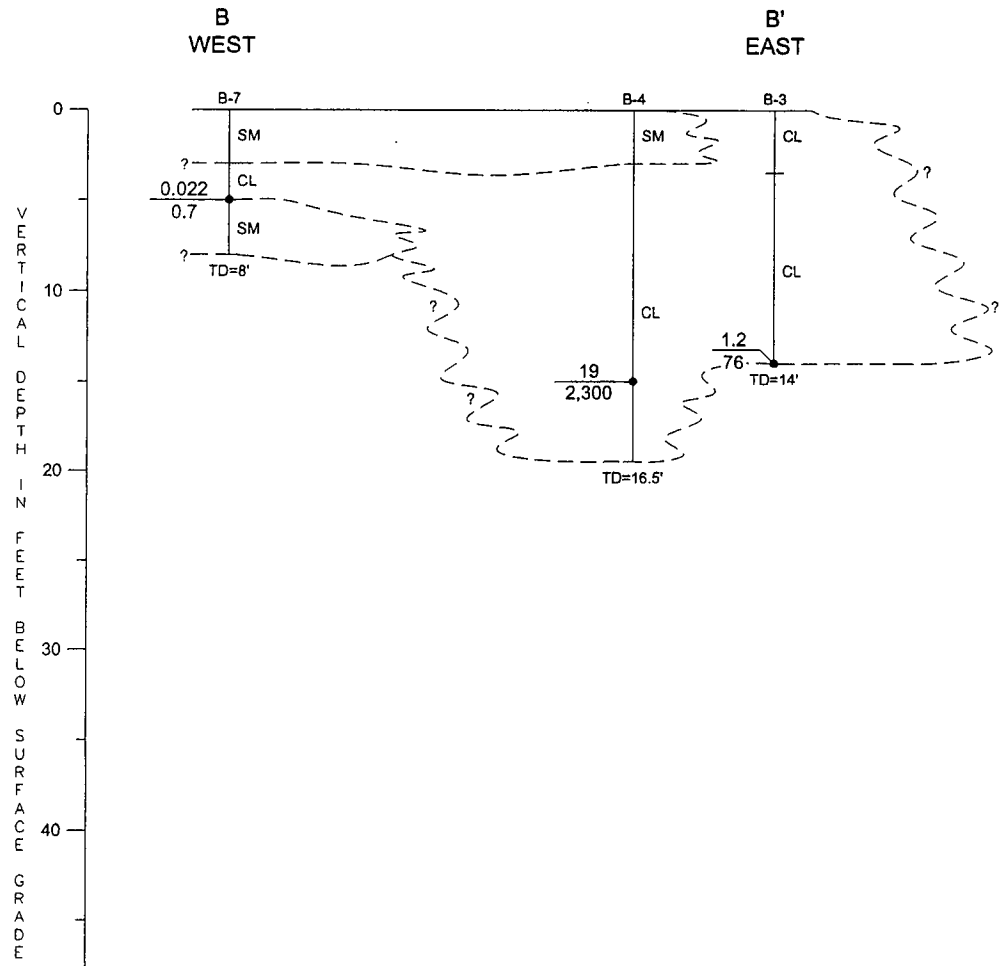 B
WEST
B'
EAST
B-7
B-4
B-3
0
SM
SM
CL
?
?
CL
0.022
0.7
SM
?
TD=8'
10
?
CL
CL
?
1.2
76
TD=14'
19
2,300
?
20
TD=16.5'
30
40
VERTICAL DEPTH IN FEET BELOW SURFACE GRADE